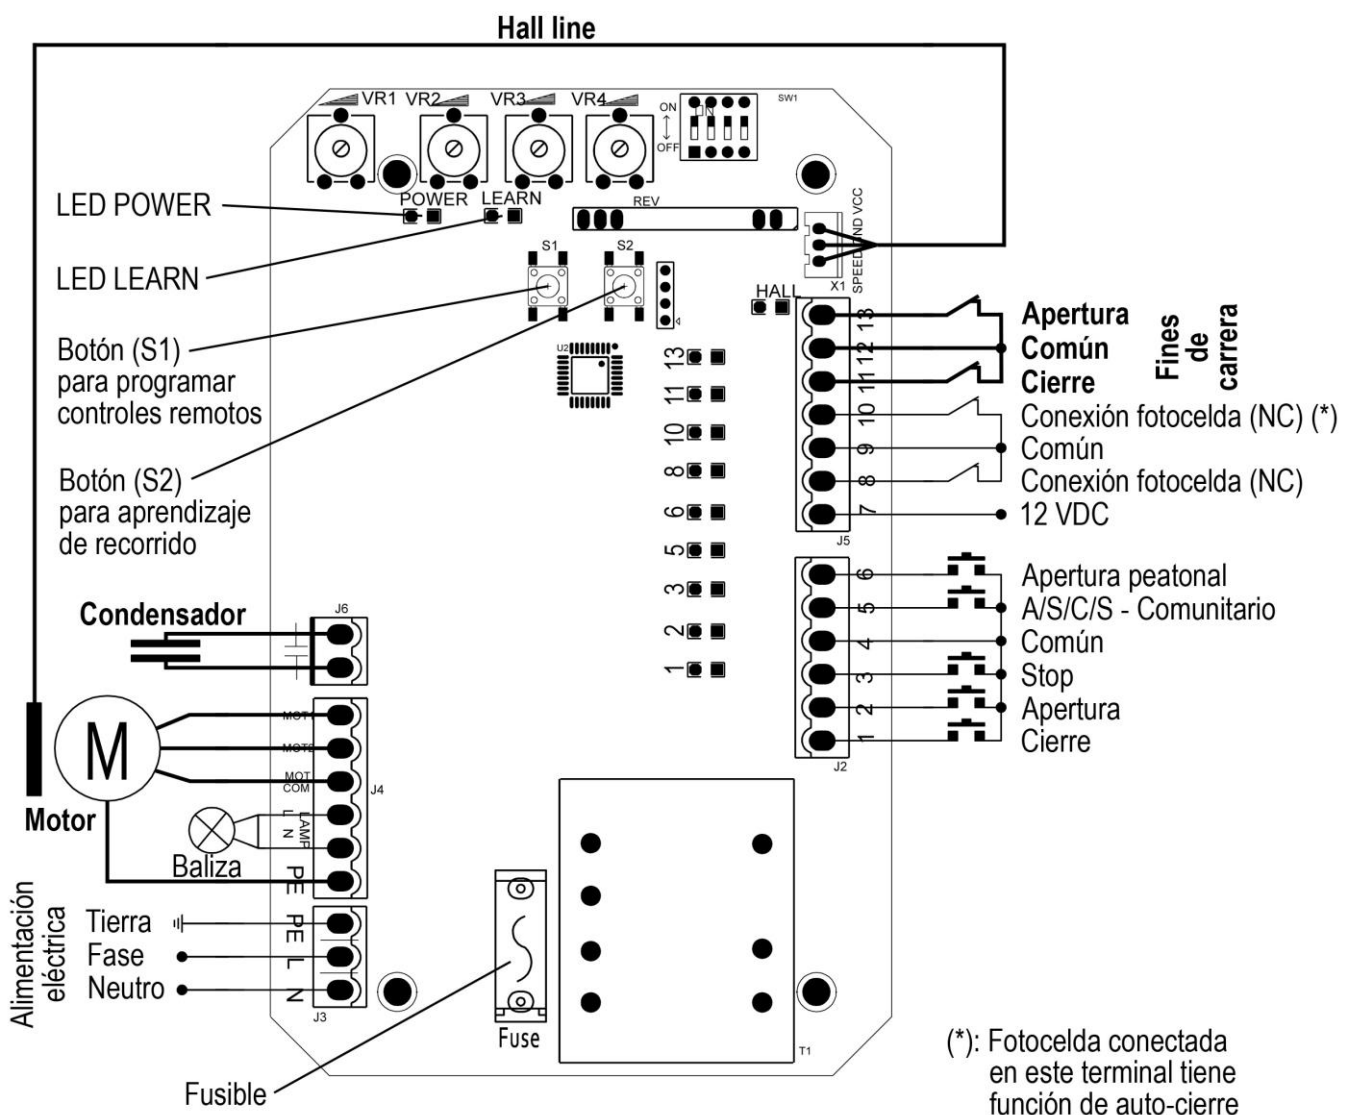 Hall line
VR1
VR2
VR3
VR4
ON
OFF
SW1
POWER
LEARN
REV
LED POWER
LED LEARN
S1
S2
SPEED GND VCC
X1
HALL
U2
Botón (S1)
para programar
controles remotos
Botón (S2)
para aprendizaje
de recorrido
13
11
10
8
6
5
3
2
1
13
12
11
10
9
8
7
J5
Apertura
Común
Cierre
Fines
de
carrera
Conexión fotocelda (NC) (*)
Común
Conexión fotocelda (NC)
12 VDC
6
5
4
3
2
1
J2
Apertura peatonal
A/S/C/S - Comunitario
Común
Stop
Apertura
Cierre
Condensador
J6
M
Motor
MOT1
MOT2
MOT
COM
J4
L N
LAMP
PE
Baliza
Alimentación
eléctrica
Tierra
Fase
Neutro
PE
L
N
J3
Fuse
Fusible
T1
(*): Fotocelda conectada
en este terminal tiene
función de auto-cierre